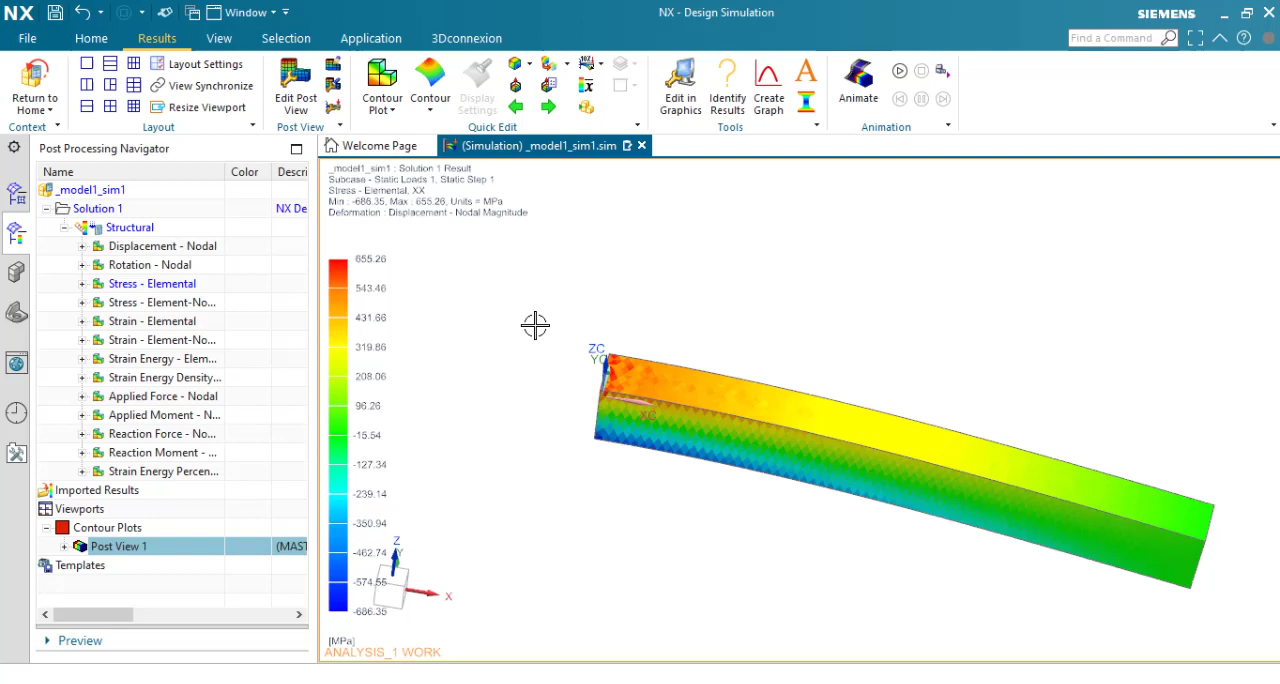 NX
Window
NX - Design Simulation
SIEMENS
File
Home
Results
View
Selection
Application
3Dconnexion
Find a Command
Return to Home
Context
Layout Settings
View Synchronize
Resize Viewport
Layout
Edit Post View
Post View
Contour Plot
Contour
Display Settings
Quick Edit
Edit in Graphics
Identify Results
Create Graph
Tools
Animate
Animation
Post Processing Navigator
Name
Color
Descri
_model1_sim1
Solution 1
NX De
Structural
Displacement - Nodal
Rotation - Nodal
Stress - Elemental
Stress - Element-No...
Strain - Elemental
Strain - Element-No...
Strain Energy - Elem...
Strain Energy Density...
Applied Force - Nodal
Applied Moment - N...
Reaction Force - No...
Reaction Moment - ...
Strain Energy Percen...
Imported Results
Viewports
Contour Plots
Post View 1
(MAST
Templates
Preview
Welcome Page
(Simulation) _model1_sim1.sim
_model1_sim1 : Solution 1 Result
Subcase - Static Loads 1, Static Step 1
Stress - Elemental, XX
Min : -686.35, Max : 655.26, Units = MPa
Deformation : Displacement - Nodal Magnitude
655.26
543.46
431.66
319.86
208.06
96.26
-15.54
-127.34
-239.14
-350.94
-462.74
-574.55
-686.35
[MPa]
ANALYSIS_1 WORK
ZC
YC
XC
Z
Y
X